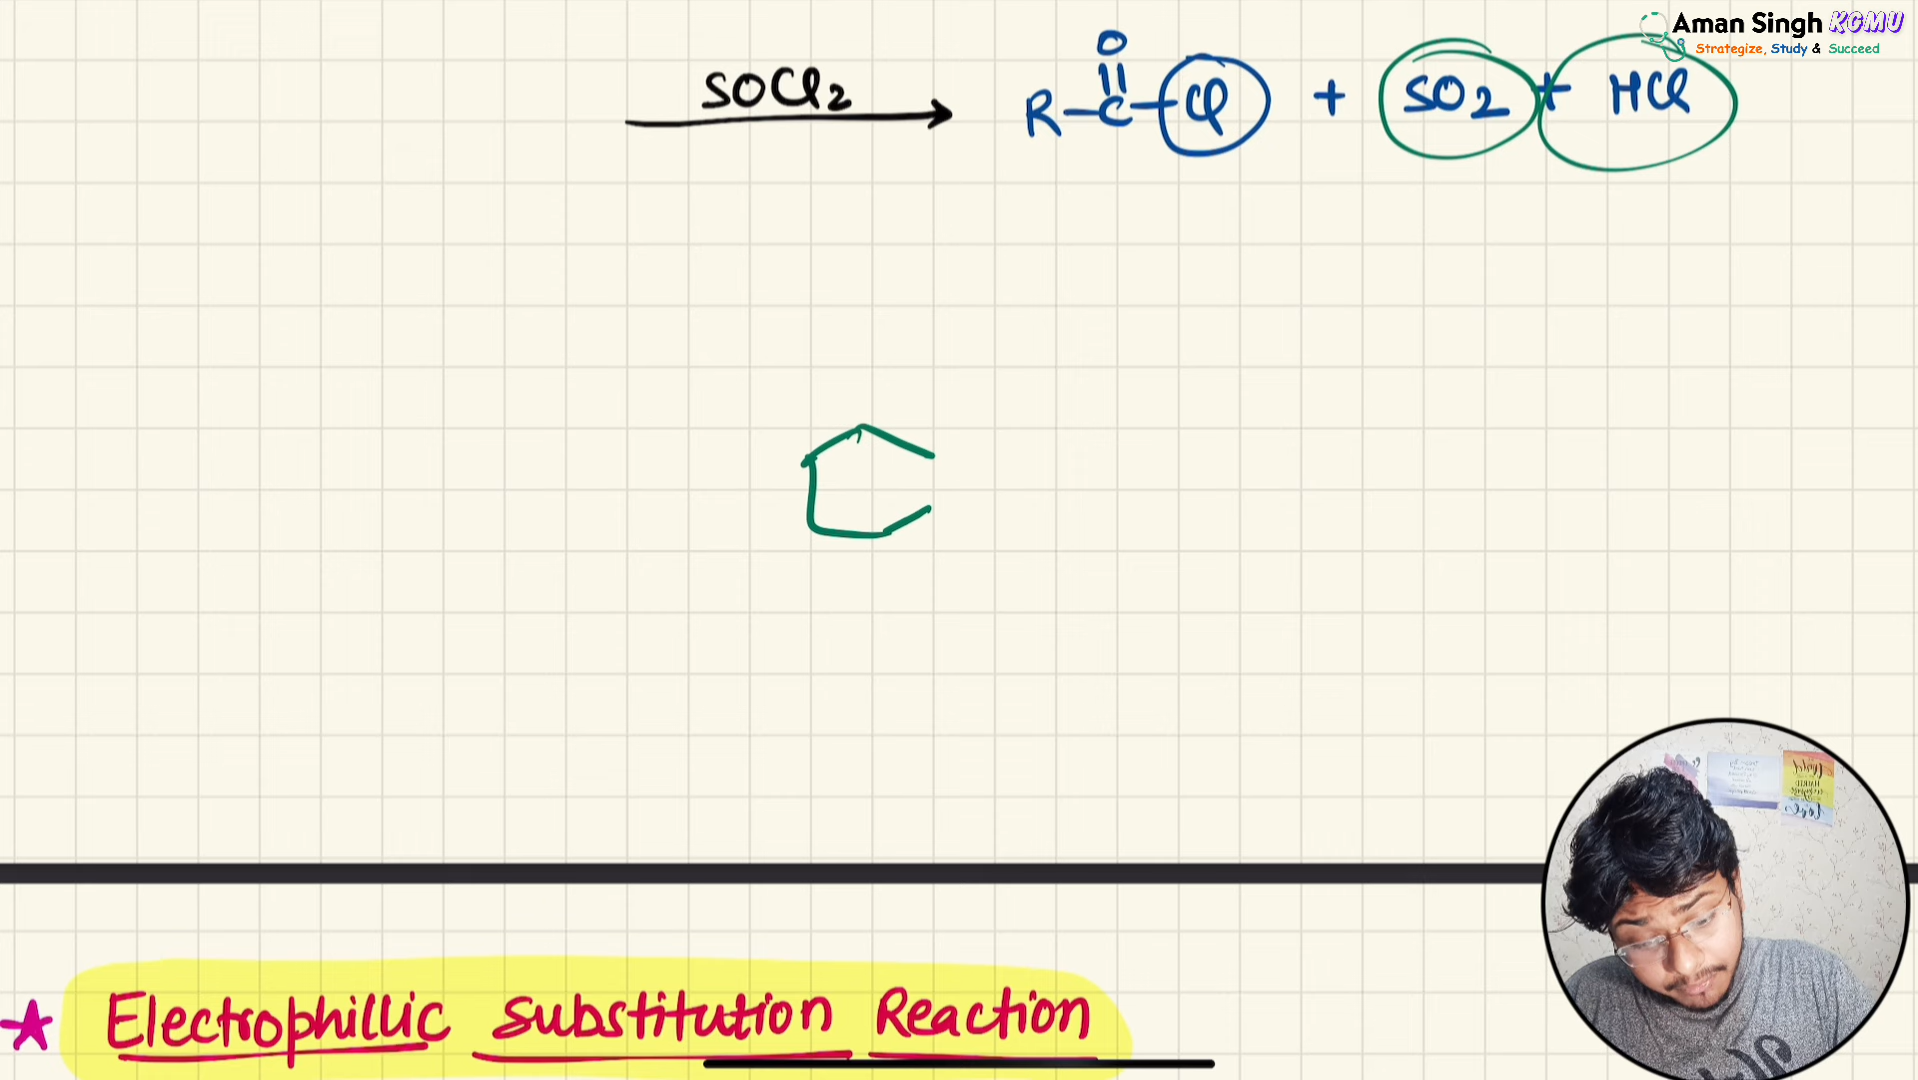 Aman Singh KGMU
Strategize, Study & Succeed
SOCl2
O
R-C-Cl + SO2 + HCl
★ Electrophillic Substitution Reaction